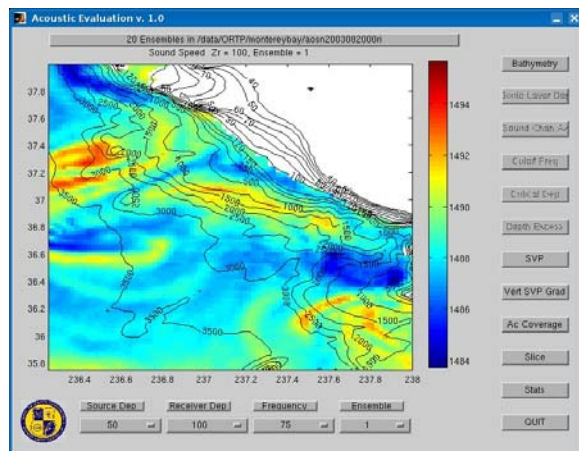 Acoustic Evaluation v. 1.0
20 Ensembles in /data/ORTP/montereybay/aosn2003082000ri
Sound Speed Zr = 100, Ensemble = 1
37.8
37.6
37.4
37.2
37
36.8
36.6
36.4
36.2
36
35.8
236.4 236.6 236.8 237 237.2 237.4 237.6 237.8 238
1494
1492
1490
1488
1486
1484
Bathymetry
Sonic Layer Dep
Sound Chan Ax
Cutoff Freq
Critical Dep
Depth Excess
SVP
Vert SVP Grad
Ac Coverage
Slice
Stats
QUIT
Source Dep Receiver Dep Frequency Ensemble
50 100 75 1